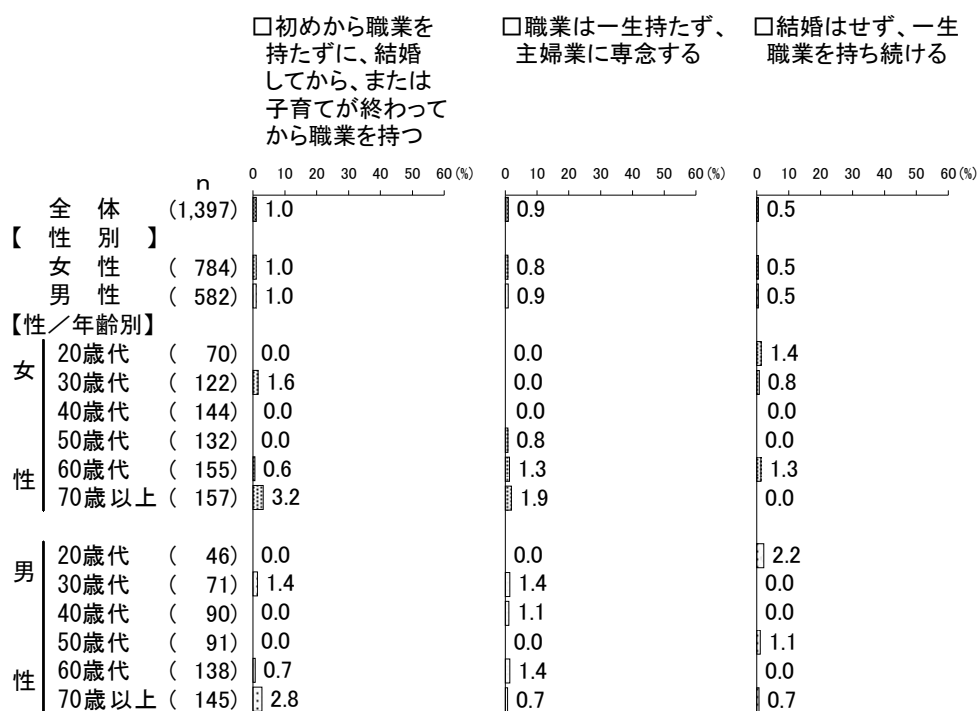 □初めから職業を
持たずに、結婚
してから、または
子育てが終わって
から職業を持つ
□職業は一生持たず、
主婦業に専念する
□結婚はせず、一生
職業を持ち続ける
n 0 10 20 30 40 50 60(%) 0 10 20 30 40 50 60(%) 0 10 20 30 40 50 60(%)
全 体 (1,397) 1.0 0.9 0.5
【 性 別 】
女 性 ( 784) 1.0 0.8 0.5
男 性 ( 582) 1.0 0.9 0.5
【性/年齢別】
女性
20歳代 ( 70) 0.0 0.0 1.4
30歳代 ( 122) 1.6 0.0 0.8
40歳代 ( 144) 0.0 0.0 0.0
50歳代 ( 132) 0.0 0.8 0.0
60歳代 ( 155) 0.6 1.3 1.3
70歳以上 ( 157) 3.2 1.9 0.0
男性
20歳代 ( 46) 0.0 0.0 2.2
30歳代 ( 71) 1.4 1.4 0.0
40歳代 ( 90) 0.0 1.1 0.0
50歳代 ( 91) 0.0 0.0 1.1
60歳代 ( 138) 0.7 1.4 0.0
70歳以上 ( 145) 2.8 0.7 0.7